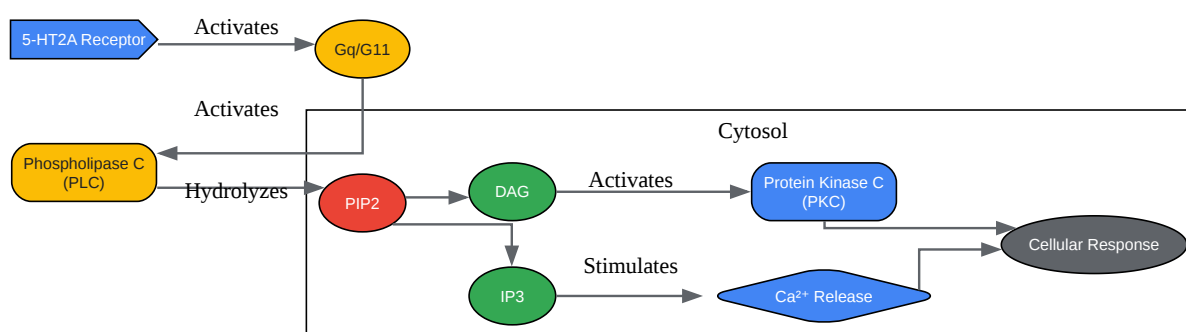 Activates
5-HT2A Receptor
Gq/G11
Activates
Cytosol
Phospholipase C
(PLC)
Hydrolyzes
PIP2
DAG
Activates
Protein Kinase C
(PKC)
Cellular Response
Stimulates
IP3
Ca²⁺ Release